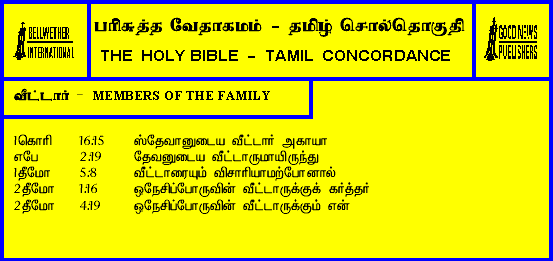 BELLWETHER
INTERNATIONAL
பரிசுத்த வேதாகமம் - தமிழ் சொல்தொகுதி
THE HOLY BIBLE - TAMIL CONCORDANCE
GOOD NEWS
PUBLISHERS
வீட்டார் - MEMBERS OF THE FAMILY
1கொரி 16:15 ஸ்தேவானுடைய வீட்டார் அகாயா
எபே 2:19 தேவனுடைய வீட்டாருமாயிருந்து
1தீமோ 5:8 வீட்டாரையும் விசாரியாமற்போனால்
2தீமோ 1:16 ஒநேசிப்போருவின் வீட்டாருக்குக் கர்த்தர்
2தீமோ 4:19 ஒநேசிப்போருவின் வீட்டாருக்கும் என்